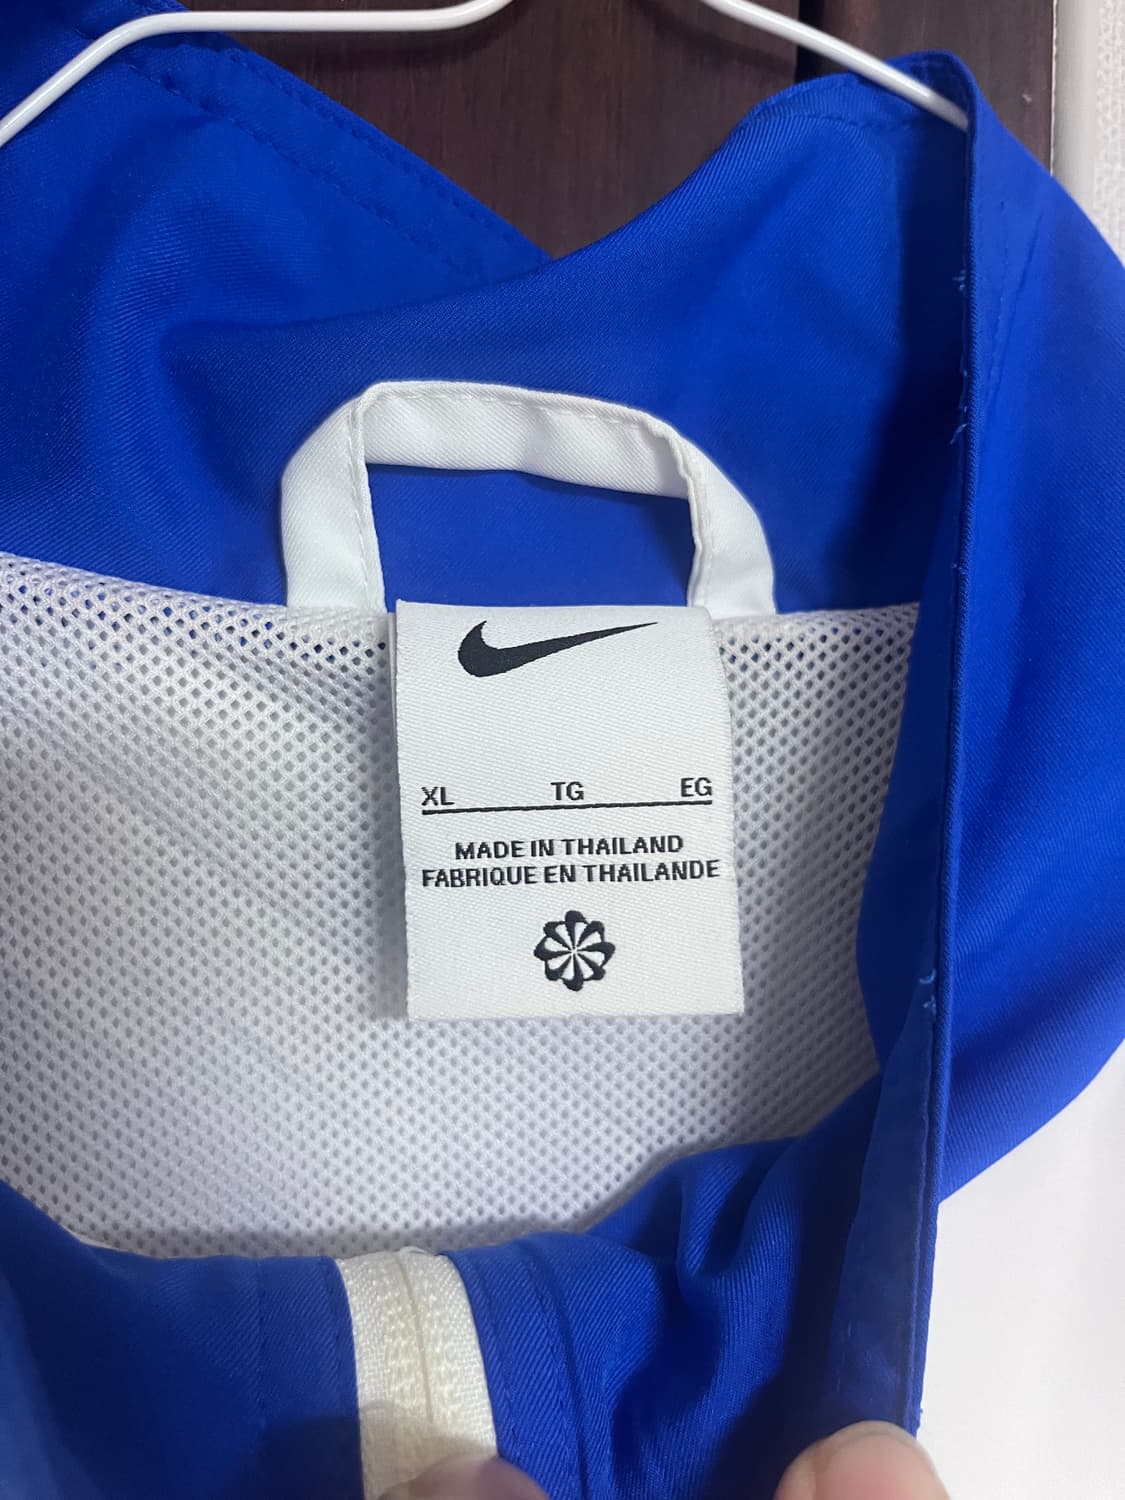 XL TG EG
MADE IN THAILAND
FABRIQUE EN THAILANDE